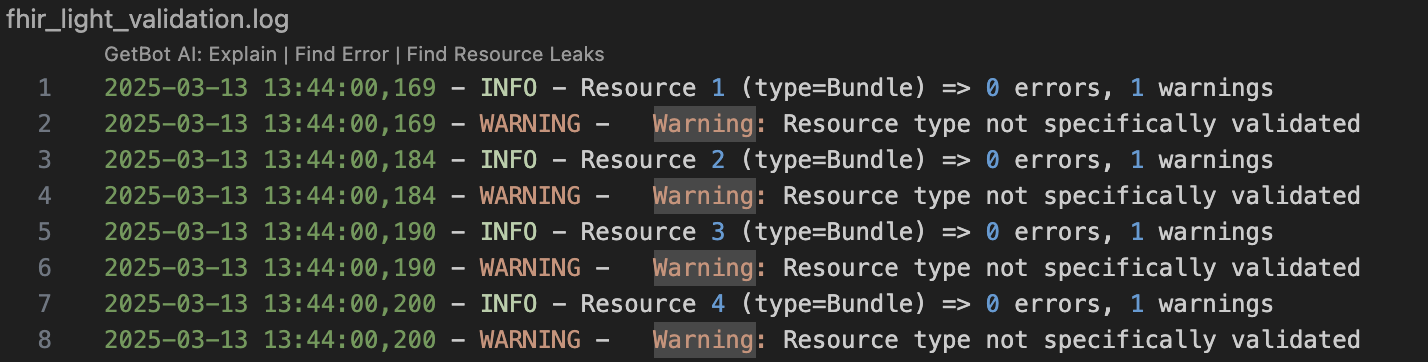 fhir_light_validation.log
GetBot AI: Explain | Find Error | Find Resource Leaks
1 2025-03-13 13:44:00,169 - INFO - Resource 1 (type=Bundle) => 0 errors, 1 warnings
2 2025-03-13 13:44:00,169 - WARNING -   Warning: Resource type not specifically validated
3 2025-03-13 13:44:00,184 - INFO - Resource 2 (type=Bundle) => 0 errors, 1 warnings
4 2025-03-13 13:44:00,184 - WARNING -   Warning: Resource type not specifically validated
5 2025-03-13 13:44:00,190 - INFO - Resource 3 (type=Bundle) => 0 errors, 1 warnings
6 2025-03-13 13:44:00,190 - WARNING -   Warning: Resource type not specifically validated
7 2025-03-13 13:44:00,200 - INFO - Resource 4 (type=Bundle) => 0 errors, 1 warnings
8 2025-03-13 13:44:00,200 - WARNING -   Warning: Resource type not specifically validated